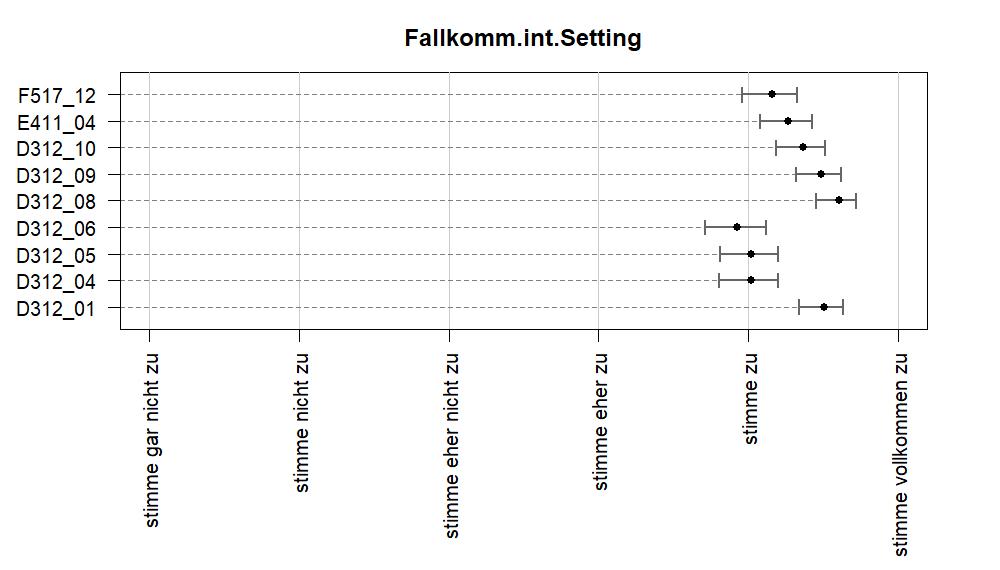 Fallkomm.int.Setting
F517_12
E411_04
D312_10
D312_09
D312_08
D312_06
D312_05
D312_04
D312_01
stimme gar nicht zu
stimme nicht zu
stimme eher nicht zu
stimme eher zu
stimme zu
stimme vollkommen zu